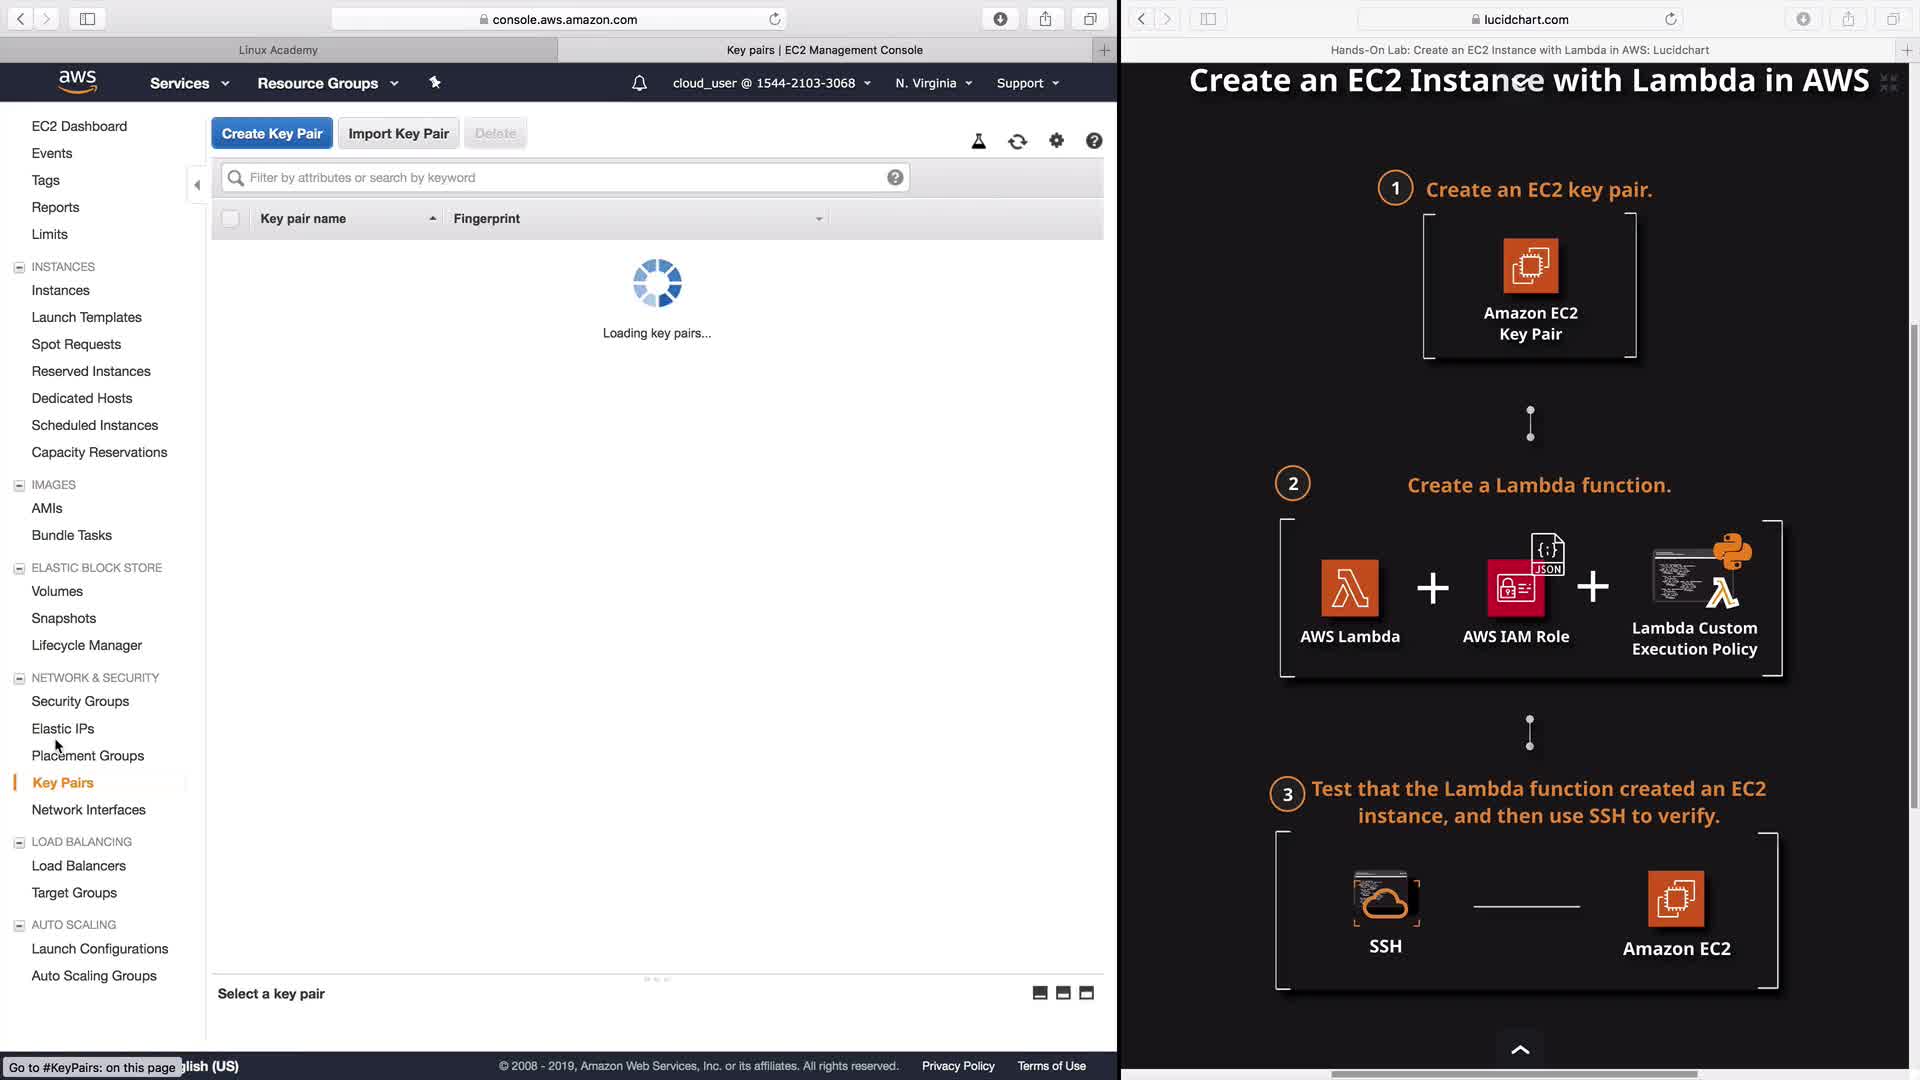 console.aws.amazon.com
Linux Academy
Key pairs | EC2 Management Console
aws
Services
Resource Groups
cloud_user @ 1544-2103-3068
N. Virginia
Support
EC2 Dashboard
Events
Tags
Reports
Limits
INSTANCES
Instances
Launch Templates
Spot Requests
Reserved Instances
Dedicated Hosts
Scheduled Instances
Capacity Reservations
IMAGES
AMIs
Bundle Tasks
ELASTIC BLOCK STORE
Volumes
Snapshots
Lifecycle Manager
NETWORK & SECURITY
Security Groups
Elastic IPs
Placement Groups
Key Pairs
Network Interfaces
LOAD BALANCING
Load Balancers
Target Groups
AUTO SCALING
Launch Configurations
Auto Scaling Groups
Create Key Pair
Import Key Pair
Delete
Filter by attributes or search by keyword
Key pair name
Fingerprint
Loading key pairs...
Select a key pair
Go to #KeyPairs: on this page
glish (US)
© 2008 - 2019, Amazon Web Services, Inc. or its affiliates. All rights reserved.
Privacy Policy
Terms of Use
lucidchart.com
Hands-On Lab: Create an EC2 Instance with Lambda in AWS: Lucidchart
Create an EC2 Instance with Lambda in AWS
1
Create an EC2 key pair.
Amazon EC2
Key Pair
2
Create a Lambda function.
{;}
JSON
AWS Lambda
+
AWS IAM Role
+
Lambda Custom
Execution Policy
3
Test that the Lambda function created an EC2
instance, and then use SSH to verify.
SSH
Amazon EC2